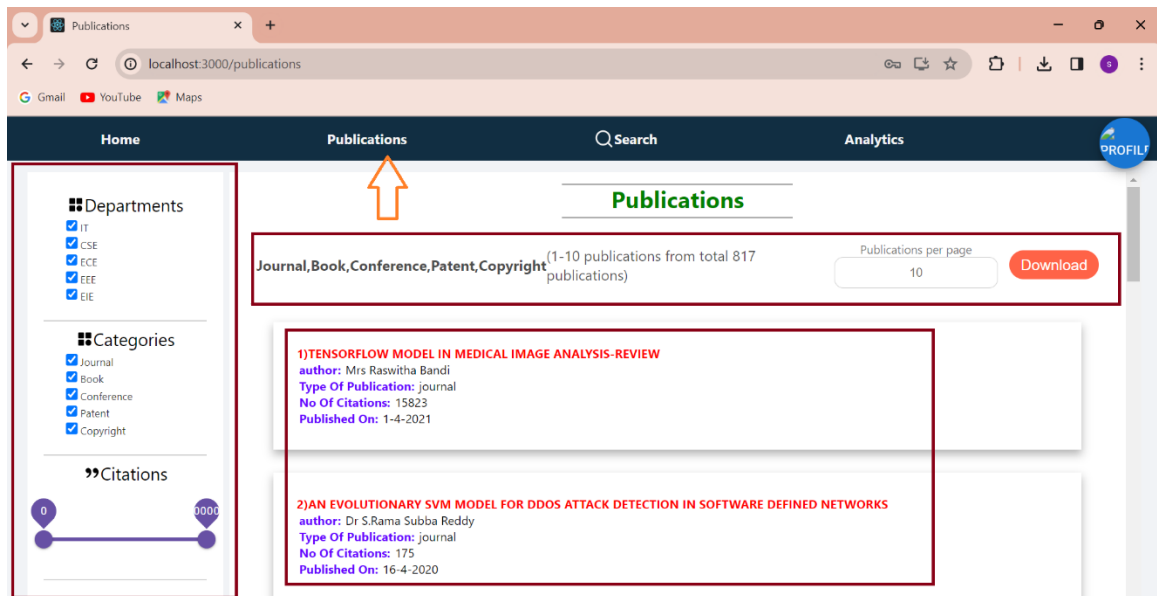 Publications
localhost:3000/publications
S
Gmail YouTube Maps
Home Publications Search Analytics
PROFILE
Departments
IT
CSE
ECE
EEE
EIE
Categories
Journal
Book
Conference
Patent
Copyright
Citations
0
Publications
Journal,Book,Conference,Patent,Copyright(1-10 publications from total 817
publications)
Publications per page
10
Download
1)TENSORFLOW MODEL IN MEDICAL IMAGE ANALYSIS-REVIEW
author: Mrs Raswitha Bandi
Type Of Publication: journal
No Of Citations: 15823
Published On: 1-4-2021
2)AN EVOLUTIONARY SVM MODEL FOR DDOS ATTACK DETECTION IN SOFTWARE DEFINED NETWORKS
author: Dr S.Rama Subba Reddy
Type Of Publication: journal
No Of Citations: 175
Published On: 16-4-2020